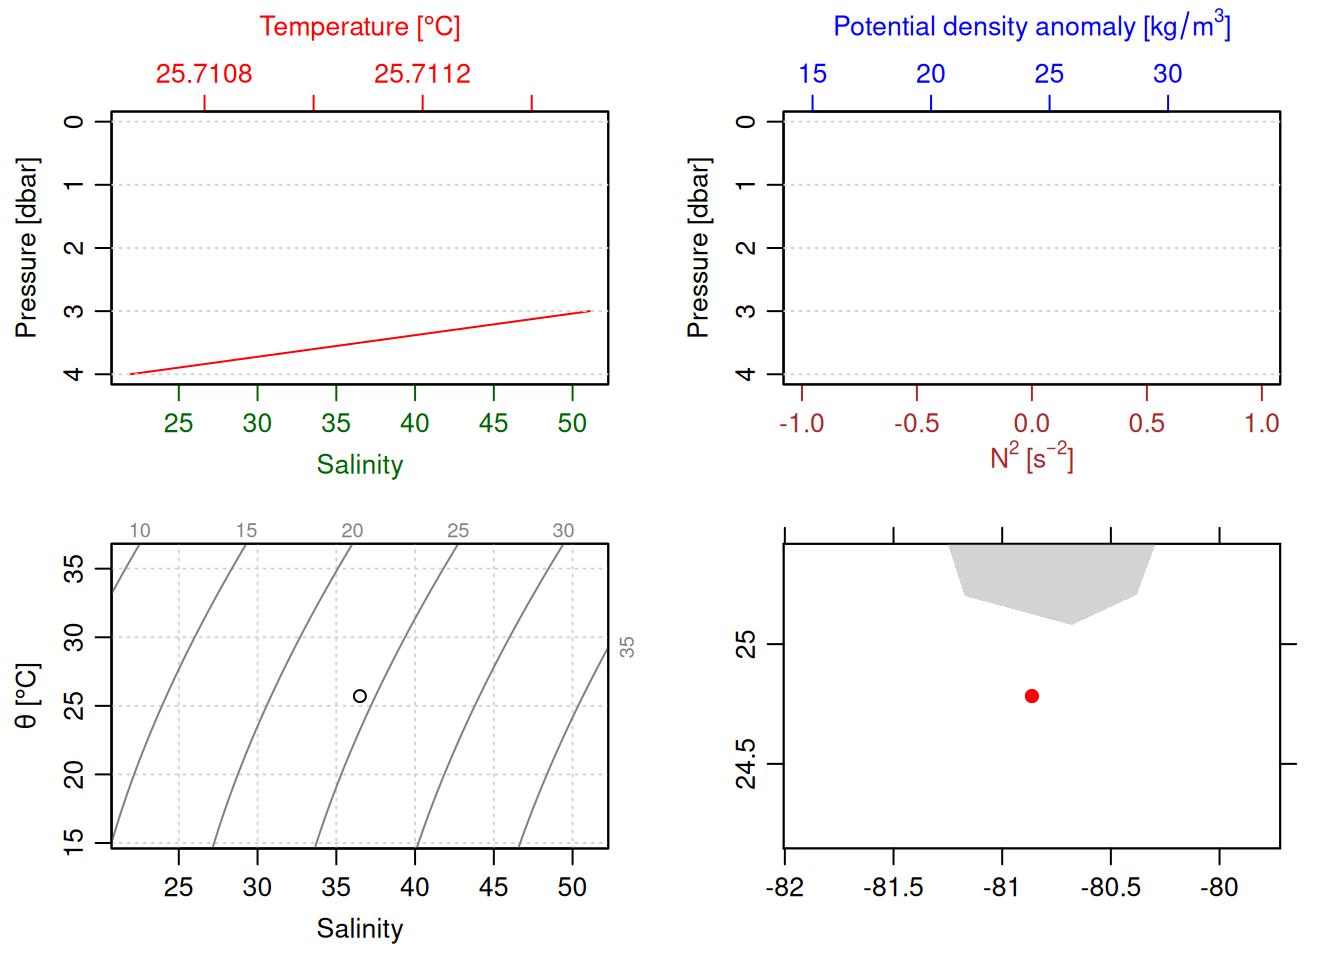 Temperature [°C]
25.7108 25.7112
0
1
2
3
4
Pressure [dbar]
25 30 35 40 45 50
Salinity
Potential density anomaly [kg/m³]
15 20 25 30
0
1
2
3
4
Pressure [dbar]
-1.0 -0.5 0.0 0.5 1.0
N² [s⁻²]
10 15 20 25 30
35
35
30
25
20
15
θ [°C]
25 30 35 40 45 50
Salinity
25
24.5
-82 -81.5 -81 -80.5 -80